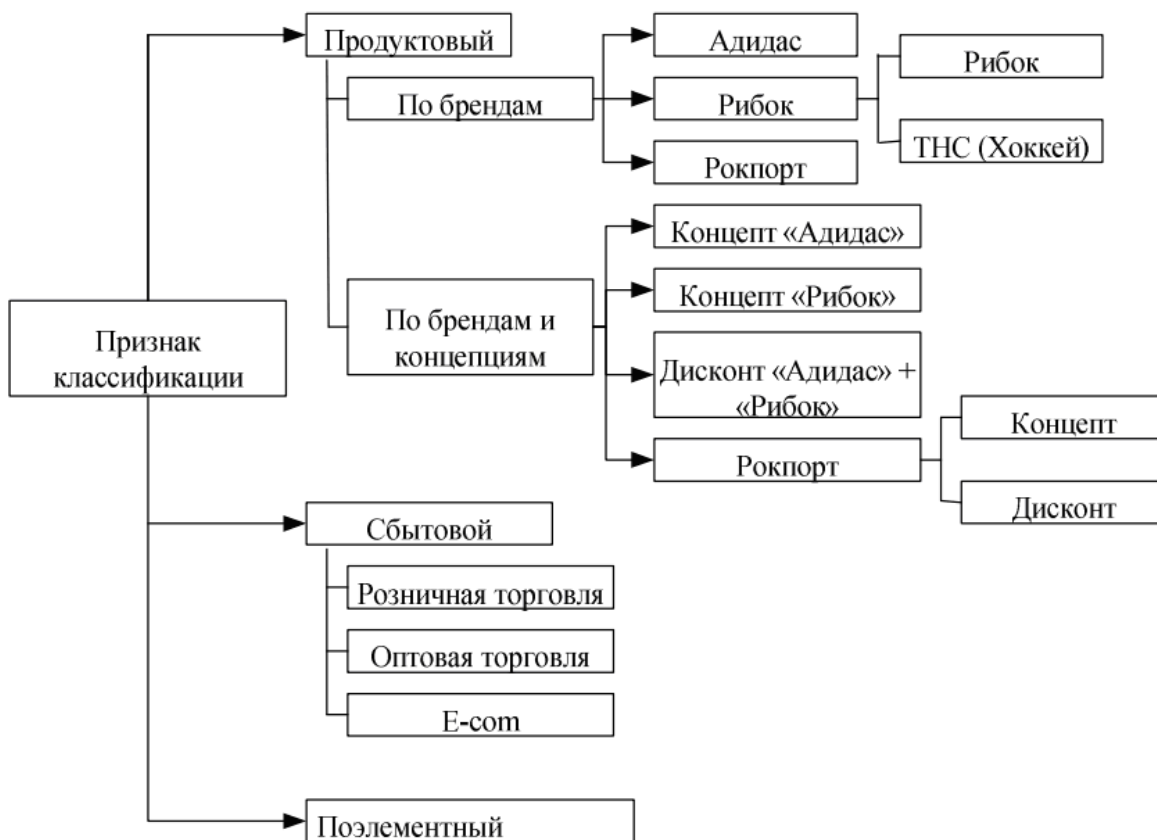 Продуктовый
Адидас
Рибок
По брендам
Рибок
ТНС (Хоккей)
Рокпорт
Концепт «Адидас»
Концепт «Рибок»
Признак
классификации
По брендам и
концепциям
Дисконт «Адидас» +
«Рибок»
Концепт
Рокпорт
Дисконт
Сбытовой
Розничная торговля
Оптовая торговля
E-com
Поэлементный